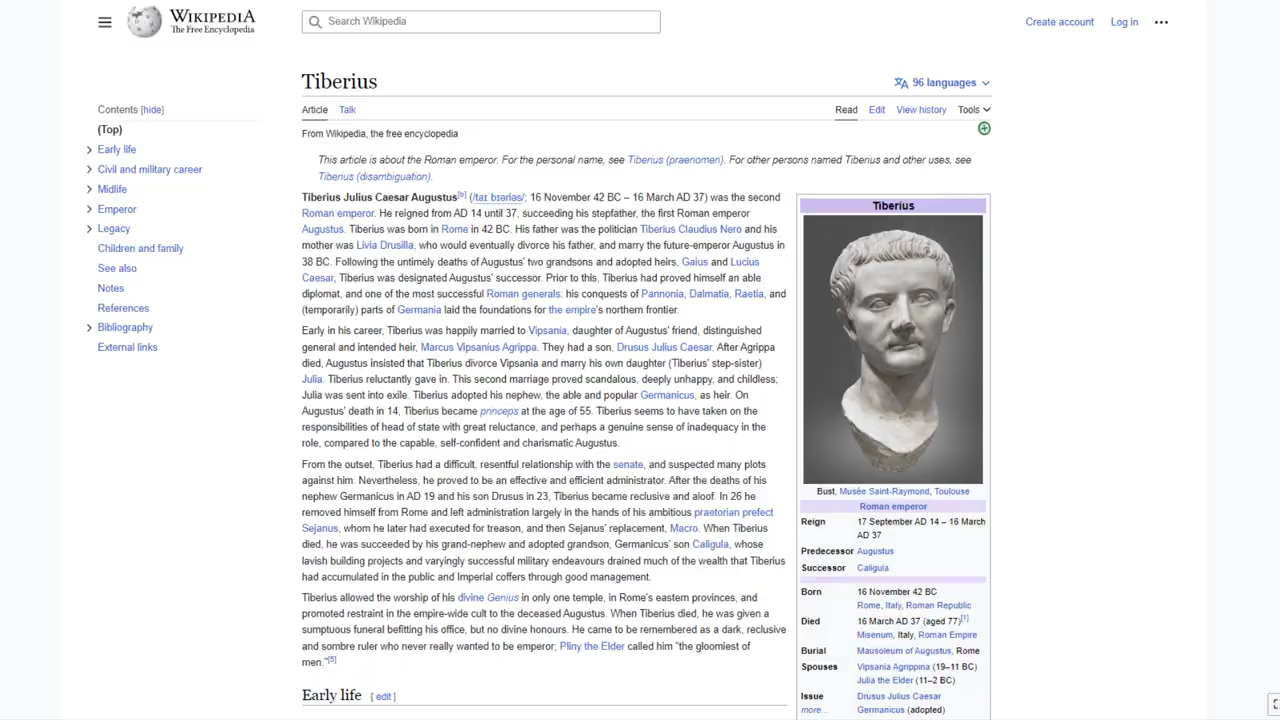 WIKIPEDIA
The Free Encyclopedia
Search Wikipedia
Create account
Log in
Tiberius
96 languages
Contents [hide]
(Top)
Early life
Civil and military career
Midlife
Emperor
Legacy
Children and family
See also
Notes
References
Bibliography
External links
Article Talk
Read Edit View history Tools
From Wikipedia, the free encyclopedia
This article is about the Roman emperor. For the personal name, see Tiberius (praenomen). For other persons named Tiberius and other uses, see
Tiberius (disambiguation).
Tiberius Julius Caesar Augustus[b] (/taɪˈbɪəriəs/; 16 November 42 BC – 16 March AD 37) was the second
Roman emperor. He reigned from AD 14 until 37, succeeding his stepfather, the first Roman emperor
Augustus. Tiberius was born in Rome in 42 BC. His father was the politician Tiberius Claudius Nero and his
mother was Livia Drusilla, who would eventually divorce his father, and marry the future-emperor Augustus in
38 BC. Following the untimely deaths of Augustus' two grandsons and adopted heirs, Gaius and Lucius
Caesar, Tiberius was designated Augustus' successor. Prior to this, Tiberius had proved himself an able
diplomat, and one of the most successful Roman generals: his conquests of Pannonia, Dalmatia, Raetia, and
(temporarily) parts of Germania laid the foundations for the empire's northern frontier.
Early in his career, Tiberius was happily married to Vipsania, daughter of Augustus' friend, distinguished
general and intended heir, Marcus Vipsanius Agrippa. They had a son, Drusus Julius Caesar. After Agrippa
died, Augustus insisted that Tiberius divorce Vipsania and marry his own daughter (Tiberius' step-sister)
Julia. Tiberius reluctantly gave in. This second marriage proved scandalous, deeply unhappy, and childless;
Julia was sent into exile. Tiberius adopted his nephew, the able and popular Germanicus, as heir. On
Augustus' death in 14, Tiberius became princeps at the age of 55. Tiberius seems to have taken on the
responsibilities of head of state with great reluctance, and perhaps a genuine sense of inadequacy in the
role, compared to the capable, self-confident and charismatic Augustus.
From the outset, Tiberius had a difficult, resentful relationship with the senate, and suspected many plots
against him. Nevertheless, he proved to be an effective and efficient administrator. After the deaths of his
nephew Germanicus in AD 19 and his son Drusus in 23, Tiberius became reclusive and aloof. In 26 he
removed himself from Rome and left administration largely in the hands of his ambitious praetorian prefect
Sejanus, whom he later had executed for treason, and then Sejanus' replacement, Macro. When Tiberius
died, he was succeeded by his grand-nephew and adopted grandson, Germanicus' son Caligula, whose
lavish building projects and varyingly successful military endeavours drained much of the wealth that Tiberius
had accumulated in the public and Imperial coffers through good management.
Tiberius allowed the worship of his divine Genius in only one temple, in Rome's eastern provinces, and
promoted restraint in the empire-wide cult to the deceased Augustus. When Tiberius died, he was given a
sumptuous funeral befitting his office, but no divine honours. He came to be remembered as a dark, reclusive
and sombre ruler who never really wanted to be emperor; Pliny the Elder called him "the gloomiest of
men."[5]
Early life [ edit ]
Tiberius
Bust, Musée Saint-Raymond, Toulouse
Roman emperor
Reign 17 September AD 14 – 16 March
AD 37
Predecessor Augustus
Successor Caligula
Born 16 November 42 BC
Rome, Italy, Roman Republic
Died 16 March AD 37 (aged 77)[1]
Misenum, Italy, Roman Empire
Burial Mausoleum of Augustus, Rome
Spouses Vipsania Agrippina (19–11 BC)
Julia the Elder (11–2 BC)
Issue Drusus Julius Caesar
more... Germanicus (adopted)